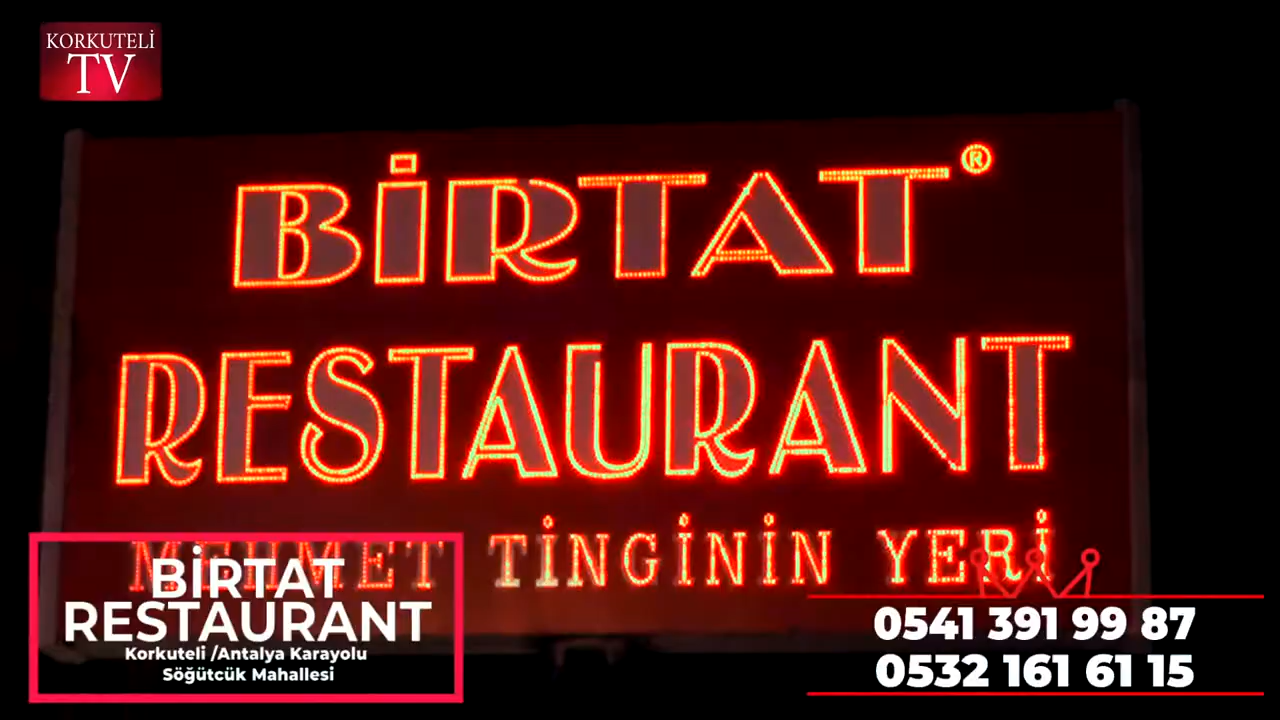 KORKUTELİ
TV
BİRTAT®
RESTAURANT
MEHMET TİNGİNİN YERİ
BİRTAT
RESTAURANT
Korkuteli /Antalya Karayolu
Söğütcük Mahallesi
0541 391 99 87
0532 161 61 15